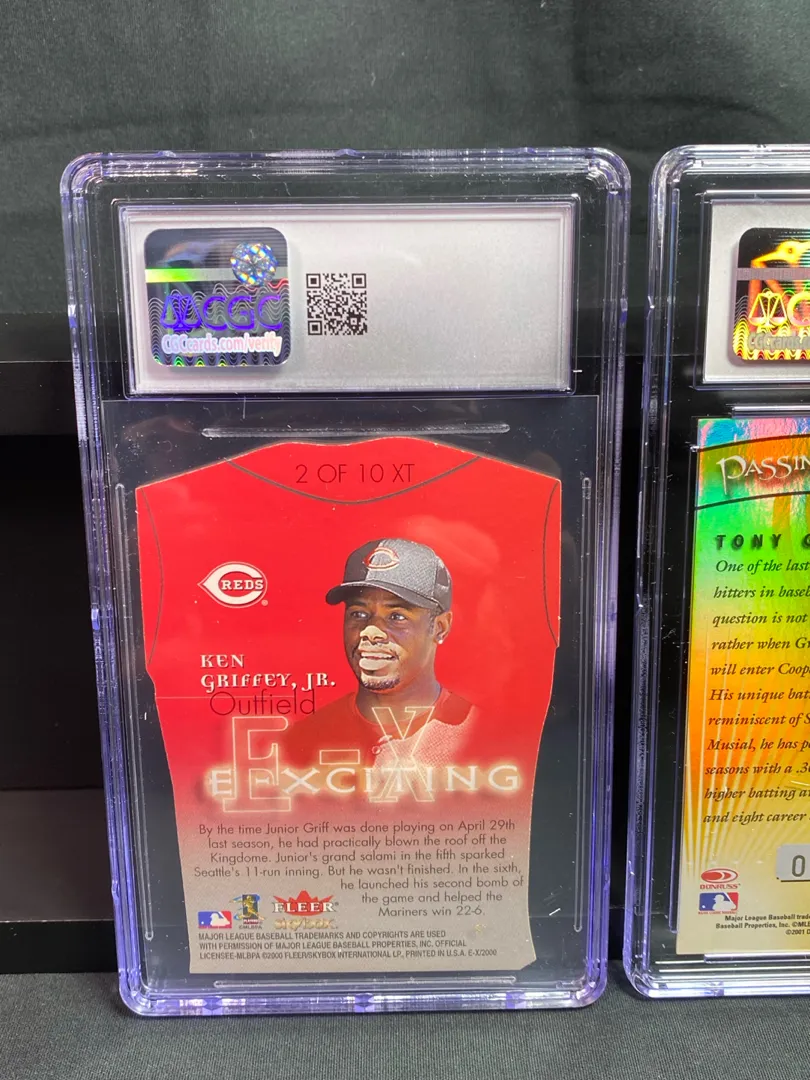 CGC
CGCcards.com/verify
2 OF 10 XT
REDS
KEN
GRIFFEY, JR.
Outfield
E-X
E-XCITING
By the time Junior Griff was done playing on April 29th
last season, he had practically blown the roof off the
Kingdome. Junior's grand salami in the fifth sparked
Seattle's 11-run inning. But he wasn't finished. In the sixth,
he launched his second bomb of
the game and helped the
Mariners win 22-6.
FLEER
SKYBOX
MAJOR LEAGUE BASEBALL TRADEMARKS AND COPYRIGHTS ARE USED
WITH PERMISSION OF MAJOR LEAGUE BASEBALL PROPERTIES, INC. OFFICIAL
LICENSEE-MLBPA ©2000 FLEER/SKYBOX INTERNATIONAL LP., PRINTED IN U.S.A. E-X/2000
PASSIN
TONY
One of the last
hitters in baseb
question is not
rather when G
will enter Coop
His unique bat
reminiscent of S
Musial, he has p
seasons with a .3
higher batting a
and eight career
0
DONRUSS
Major League Baseball trade
Baseball Properties, Inc. ©MLB
©2001 D